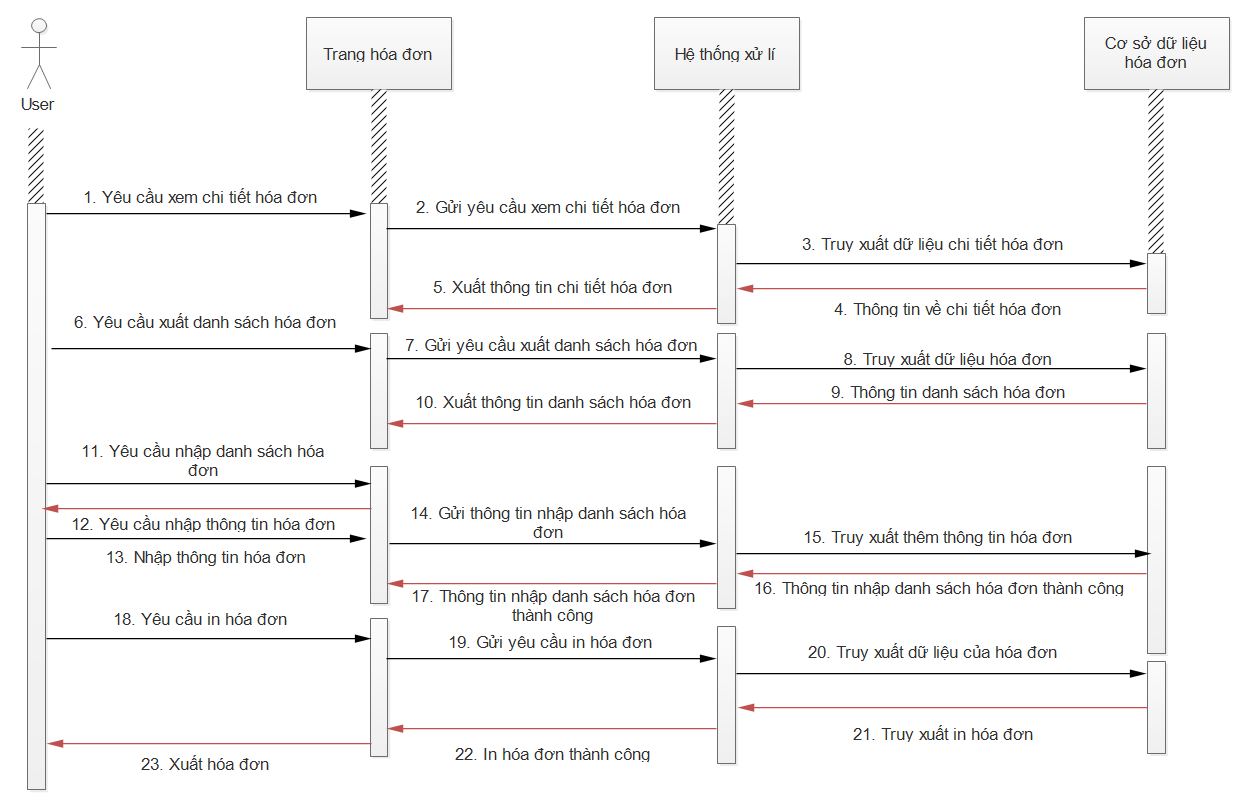 User
Trang hóa đơn
Hệ thống xử lí
Cơ sở dữ liệu
hóa đơn
1. Yêu cầu xem chi tiết hóa đơn
2. Gửi yêu cầu xem chi tiết hóa đơn
3. Truy xuất dữ liệu chi tiết hóa đơn
4. Thông tin về chi tiết hóa đơn
5. Xuất thông tin chi tiết hóa đơn
6. Yêu cầu xuất danh sách hóa đơn
7. Gửi yêu cầu xuất danh sách hóa đơn
8. Truy xuất dữ liệu hóa đơn
9. Thông tin danh sách hóa đơn
10. Xuất thông tin danh sách hóa đơn
11. Yêu cầu nhập danh sách hóa
đơn
12. Yêu cầu nhập thông tin hóa đơn
13. Nhập thông tin hóa đơn
14. Gửi thông tin nhập danh sách hóa
đơn
15. Truy xuất thêm thông tin hóa đơn
16. Thông tin nhập danh sách hóa đơn thành công
17. Thông tin nhập danh sách hóa đơn
thành công
18. Yêu cầu in hóa đơn
19. Gửi yêu cầu in hóa đơn
20. Truy xuất dữ liệu của hóa đơn
21. Truy xuất in hóa đơn
22. In hóa đơn thành công
23. Xuất hóa đơn